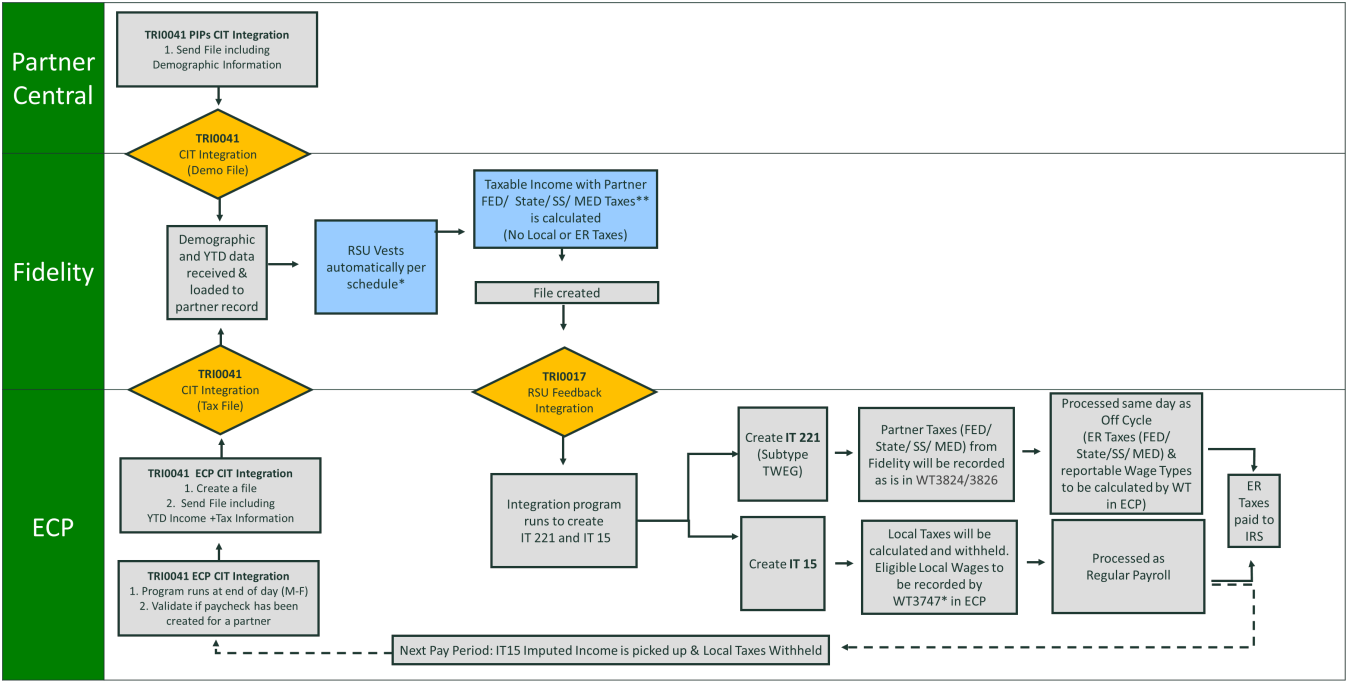 Partner
Central
TRI0041 PIPs CIT Integration
1. Send File including
Demographic Information
TRI0041
CIT Integration
(Demo File)
Fidelity
Demographic
and YTD data
received &
loaded to
partner record
RSU Vests
automatically per
schedule*
Taxable Income with Partner
FED/ State/ SS/ MED Taxes**
is calculated
(No Local or ER Taxes)
File created
TRI0041
CIT Integration
(Tax File)
TRI0017
RSU Feedback
Integration
ECP
TRI0041 ECP CIT Integration
1. Create a file
2. Send File including
YTD Income +Tax Information
TRI0041 ECP CIT Integration
1. Program runs at end of day (M-F)
2. Validate if paycheck has been
created for a partner
Integration program
runs to create
IT 221 and IT 15
Create IT 221
(Subtype
TWEG)
Partner Taxes (FED/
State/ SS/ MED) from
Fidelity will be recorded
as is in WT3824/3826
Processed same day as
Off Cycle
(ER Taxes (FED/
State/SS/ MED) &
reportable Wage Types
to be calculated by WT
in ECP)
Create IT 15
Local Taxes will be
calculated and withheld.
Eligible Local Wages to
be recorded by
WT3747* in ECP
Processed as
Regular Payroll
ER
Taxes
paid to
IRS
Next Pay Period: IT15 Imputed Income is picked up & Local Taxes Withheld